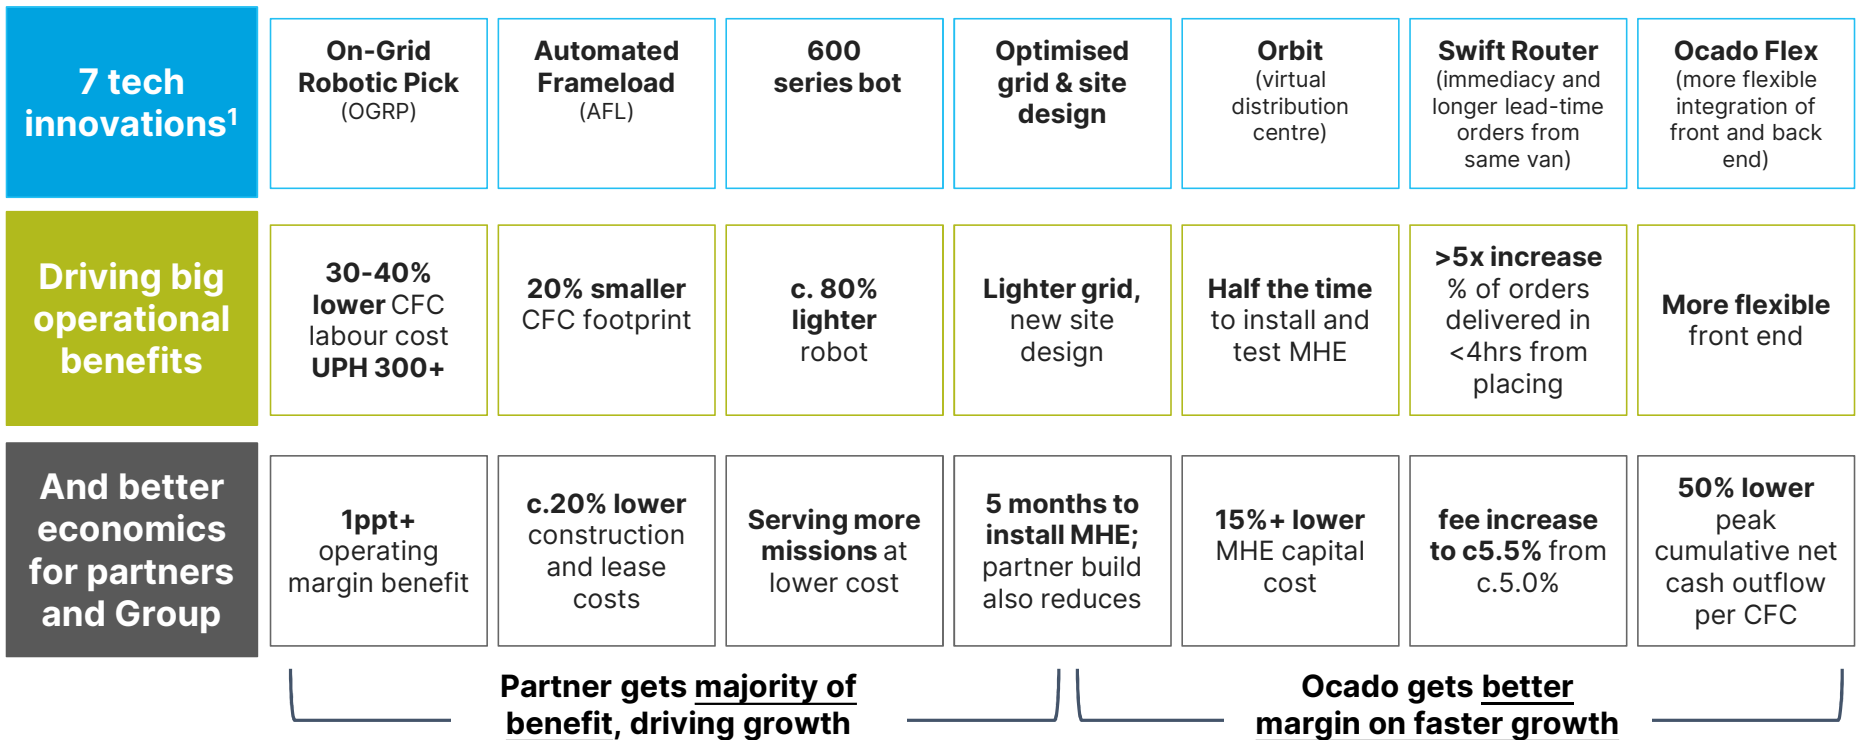 7 tech
innovations¹
On-Grid
Robotic Pick
(OGRP)
Automated
Frameload
(AFL)
600
series bot
Optimised
grid & site
design
Orbit
(virtual
distribution
centre)
Swift Router
(immediacy and
longer lead-time
orders from
same van)
Ocado Flex
(more flexible
integration of
front and back
end)
Driving big
operational
benefits
30-40%
lower CFC
labour cost
UPH 300+
20% smaller
CFC footprint
c. 80%
lighter
robot
Lighter grid,
new site
design
Half the time
to install and
test MHE
>5x increase
% of orders
delivered in
<4hrs from
placing
More flexible
front end
And better
economics
for partners
and Group
1ppt+
operating
margin benefit
c.20% lower
construction
and lease
costs
Serving more
missions at
lower cost
5 months to
install MHE;
partner build
also reduces
15%+ lower
MHE capital
cost
fee increase
to c5.5% from
c.5.0%
50% lower
peak
cumulative net
cash outflow
per CFC
Partner gets majority of
benefit, driving growth
Ocado gets better
margin on faster growth